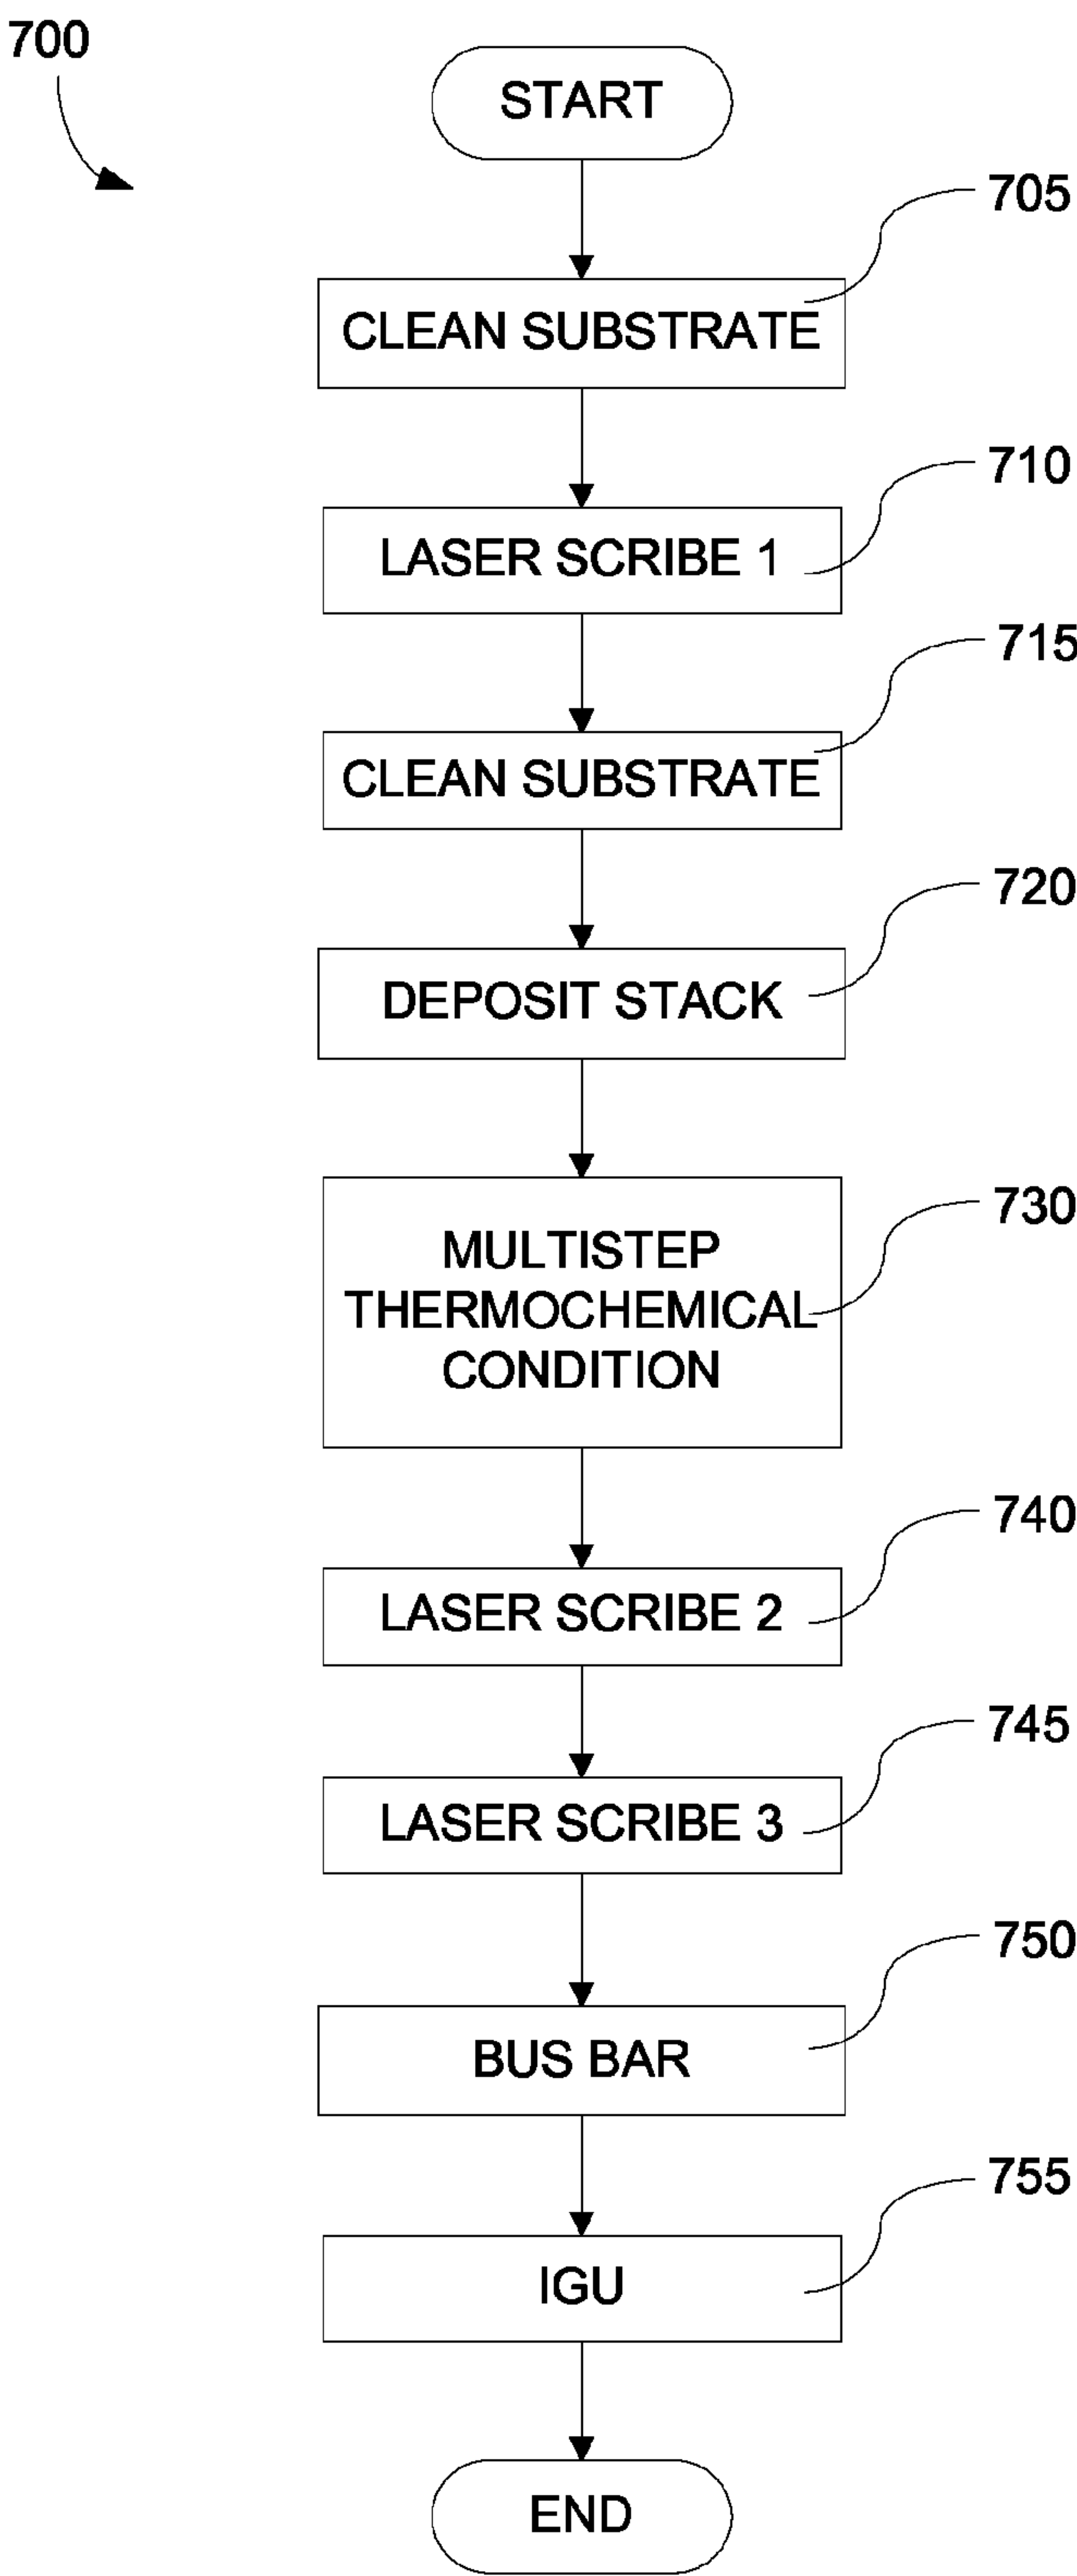 700
START
705
CLEAN SUBSTRATE
710
LASER SCRIBE 1
715
CLEAN SUBSTRATE
720
DEPOSIT STACK
730
MULTISTEP
THERMOCHEMICAL
CONDITION
740
LASER SCRIBE 2
745
LASER SCRIBE 3
750
BUS BAR
755
IGU
END